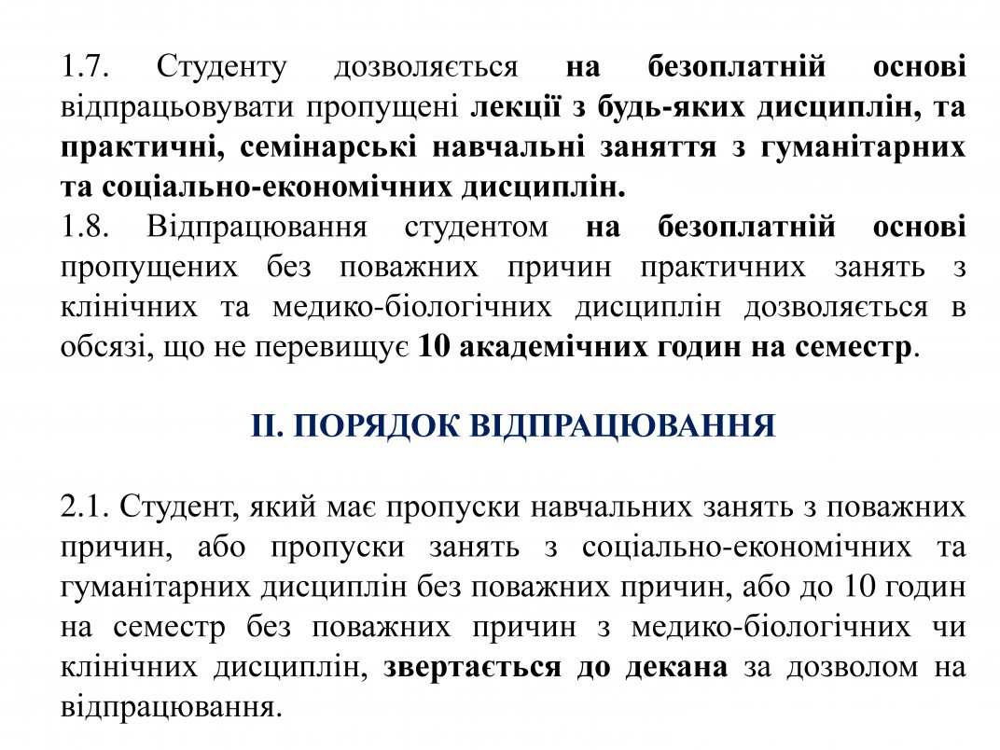 1.7. Студенту дозволяється на безоплатній основі
відпрацьовувати пропущені лекції з будь-яких дисциплін, та
практичні, семінарські навчальні заняття з гуманітарних
та соціально-економічних дисциплін.
1.8. Відпрацювання студентом на безоплатній основі
пропущених без поважних причин практичних занять з
клінічних та медико-біологічних дисциплін дозволяється в
обсязі, що не перевищує 10 академічних годин на семестр.
ІІ. ПОРЯДОК ВІДПРАЦЮВАННЯ
2.1. Студент, який має пропуски навчальних занять з поважних
причин, або пропуски занять з соціально-економічних та
гуманітарних дисциплін без поважних причин, або до 10 годин
на семестр без поважних причин з медико-біологічних чи
клінічних дисциплін, звертається до декана за дозволом на
відпрацювання.